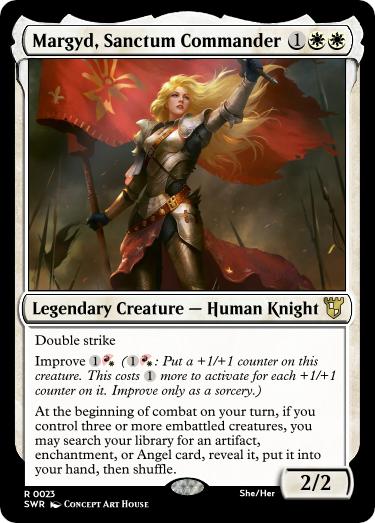 Margyd, Sanctum Commander 1
Legendary Creature — Human Knight
Double strike
Improve 1 (1 : Put a +1/+1 counter on this
creature. This costs 1 more to activate for each +1/+1
counter on it. Improve only as a sorcery.)
At the beginning of combat on your turn, if you
control three or more embattled creatures, you
may search your library for an artifact,
enchantment, or Angel card, reveal it, put it into
your hand, then shuffle.
2/2
R 0023 She/Her
SWR Concept Art House